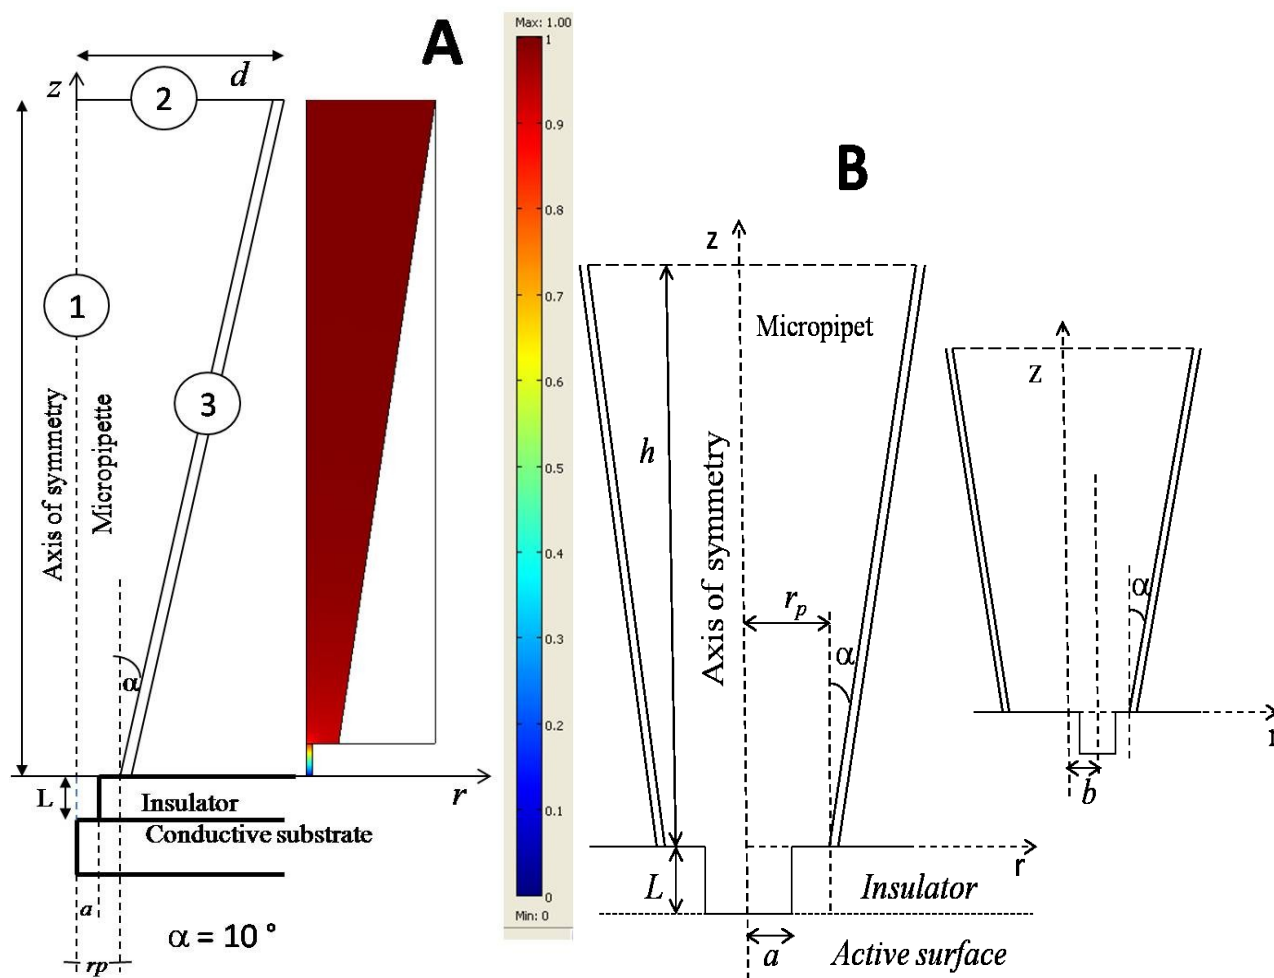 A
d
z
2
1
3
Axis of symmetry
Micropipette
α
L
Insulator
Conductive substrate
r
a
rp
α = 10 °
Max: 1.00
1
0.9
0.8
0.7
0.6
0.5
0.4
0.3
0.2
0.1
0
Min: 0
B
z
Micropipet
h
Axis of symmetry
rₚ
α
r
L
Insulator
a
Active surface
z
α
r
b